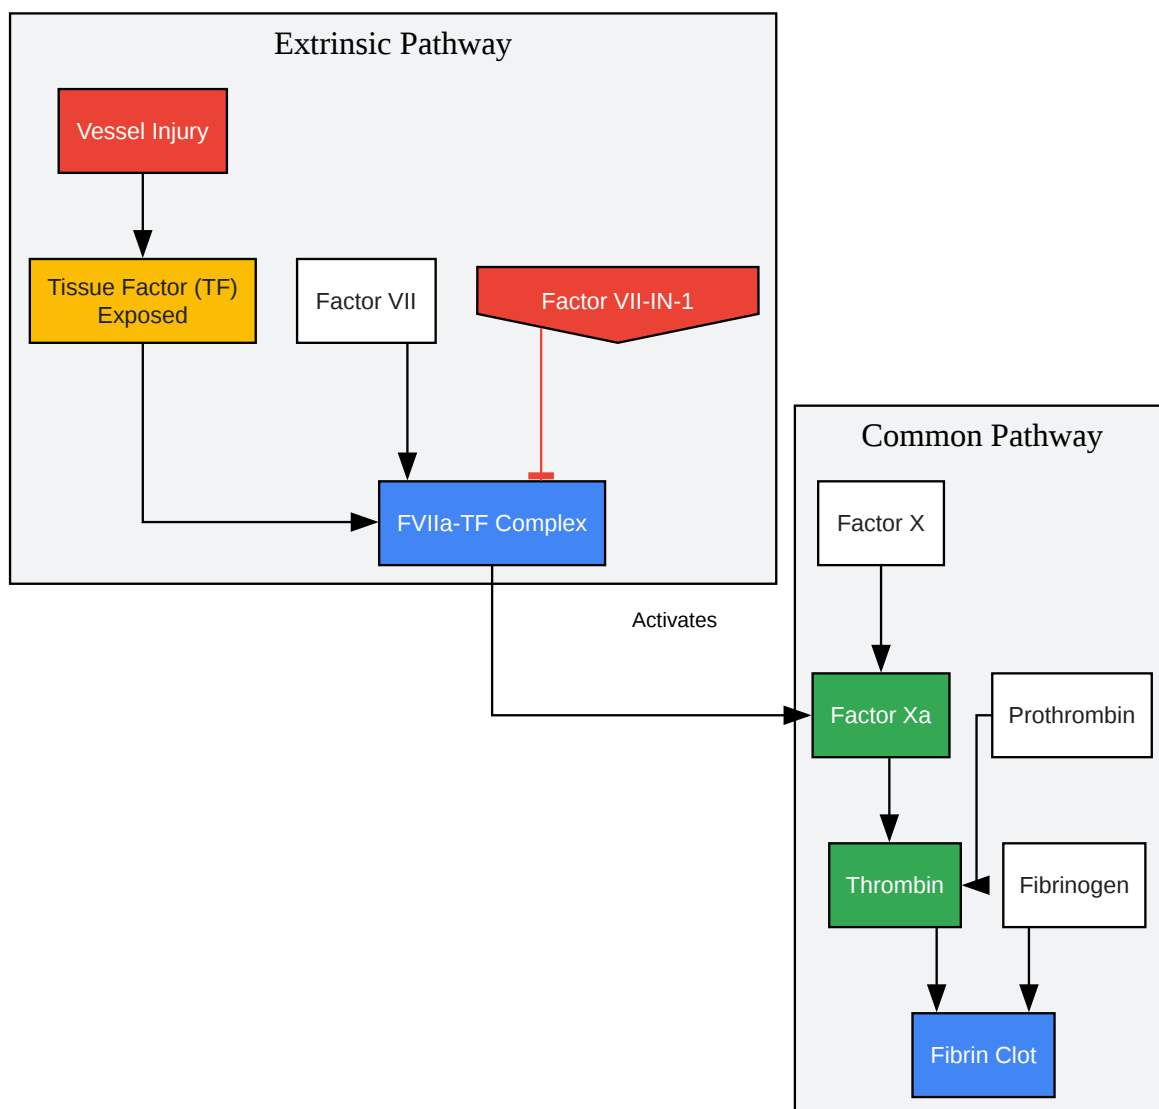 Extrinsic Pathway
Vessel Injury
Tissue Factor (TF)
Exposed
Factor VII
Factor VII-IN-1
FVIIa-TF Complex
Activates
Common Pathway
Factor X
Factor Xa
Prothrombin
Thrombin
Fibrinogen
Fibrin Clot